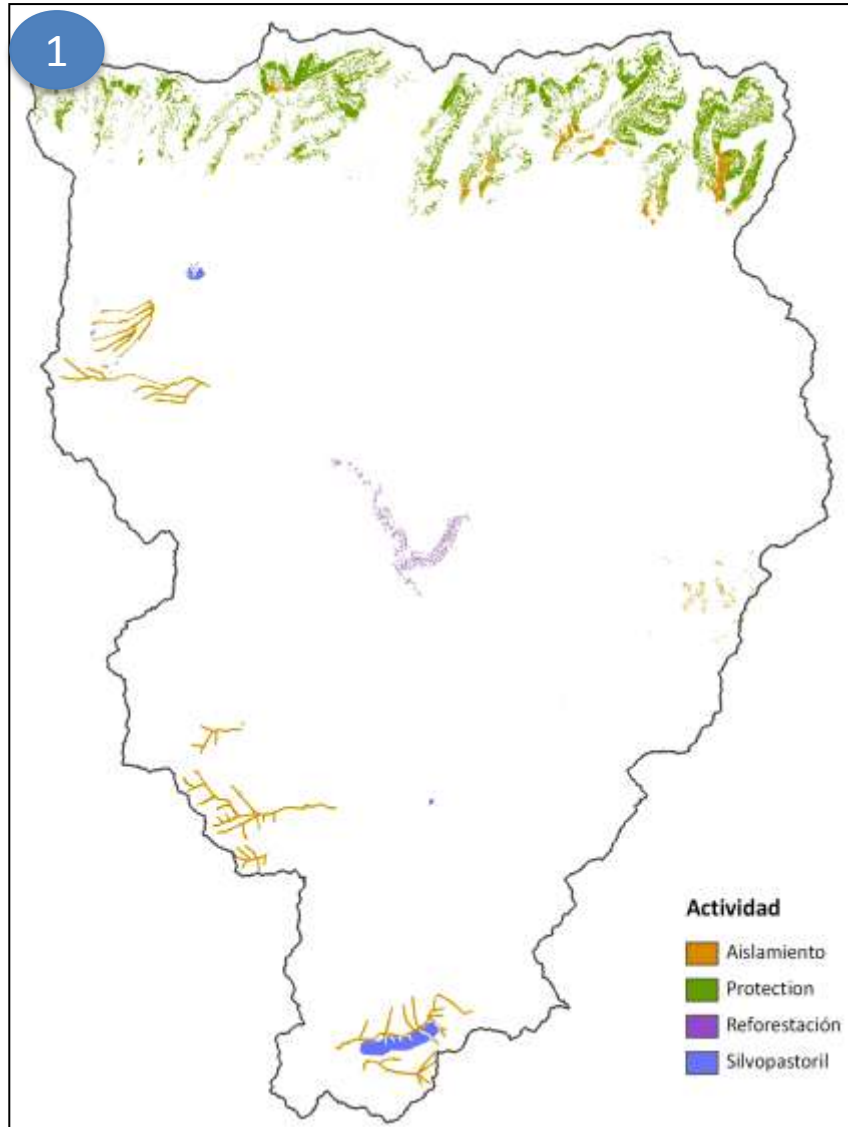 1
Actividad
Aislamiento
Protection
Reforestación
Silvopastoril